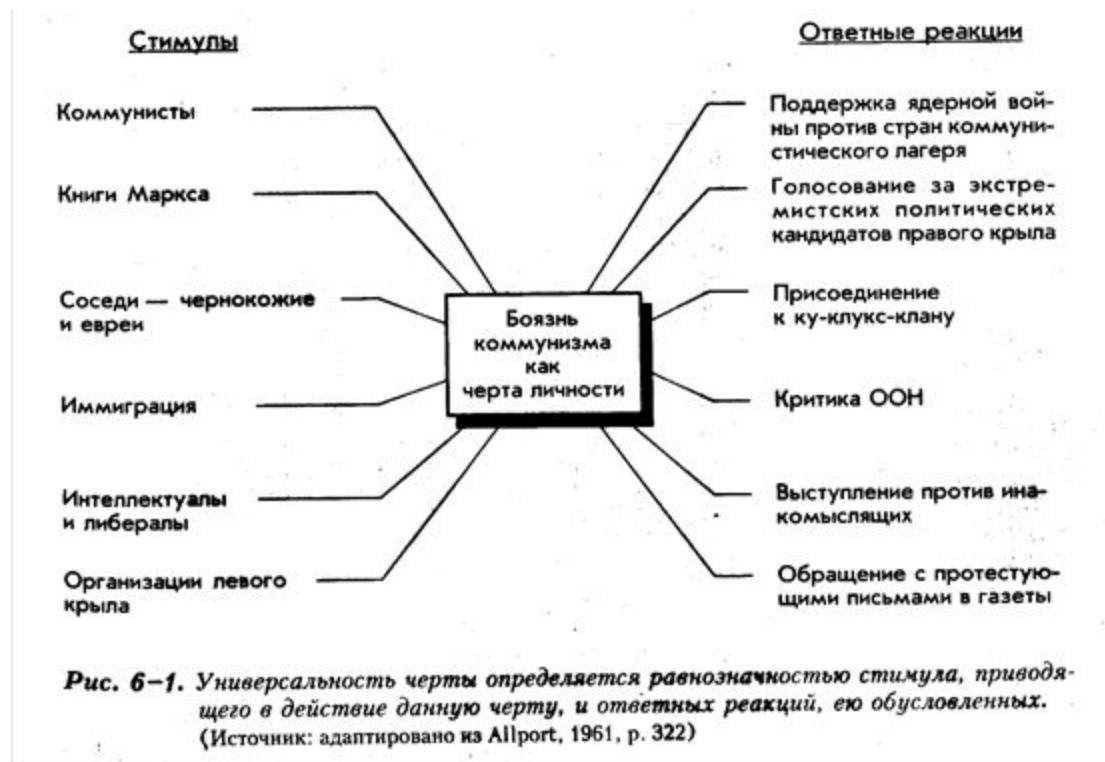 Стимулы
Коммунисты
Книги Маркса
Соседи — чернокожие
и евреи
Иммиграция
Интеллектуалы
и либералы
Организации левого
крыла
Боязнь
коммунизма
как
черта личности
Ответные реакции
Поддержка ядерной вой-
ны против стран коммуни-
стического лагеря
Голосование за экстре-
мистских политических
кандидатов правого крыла
Присоединение
к ку-клукс-клану
Критика ООН
Выступление против ина-
комыслящих
Обращение с протестую-
щими письмами в газеты
Рис. 6–1. Универсальность черты определяется равнозначностью стимула, приводя-
щего в действие данную черту, и ответных реакций, ею обусловленных.
(Источник: адаптировано из Allport, 1961, p. 322)